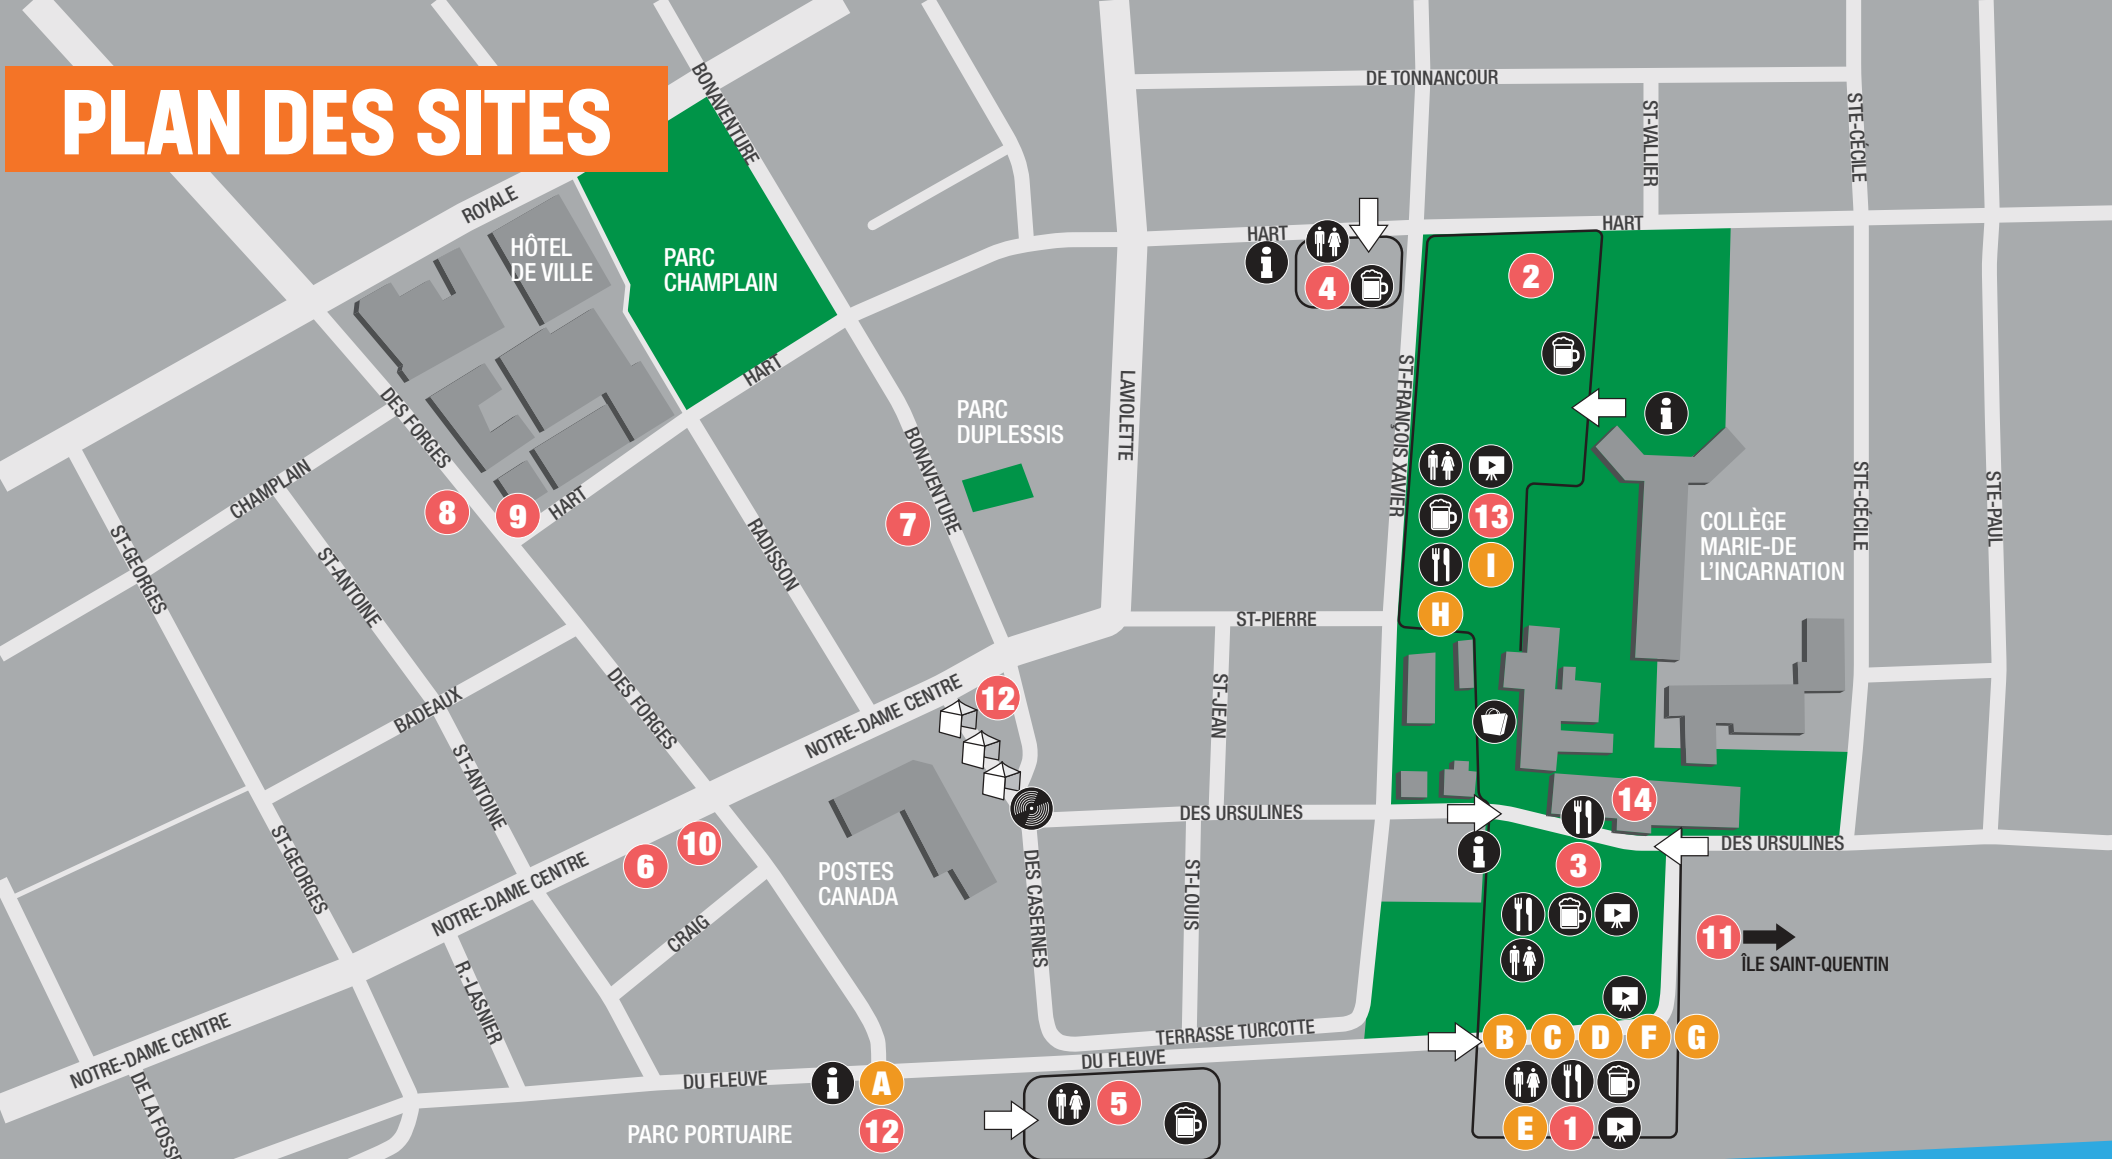 PLAN DES SITES
BONAVENTURE
DE TONNANCOUR
ST-VALLIER
STE-CÉCILE
ROYALE
HÔTEL
DE VILLE
PARC
CHAMPLAIN
HART
HART
i
4
2
HART
LAVIOLETTE
ST-FRANÇOIS XAVIER
DES FORGES
PARC
DUPLESSIS
BONAVENTURE
i
CHAMPLAIN
8
9
HART
7
RADISSON
13
I
H
COLLÈGE
MARIE-DE
L'INCARNATION
STE-CÉCILE
STE-PAUL
ST-GEORGES
ST-ANTOINE
ST-PIERRE
BADEAUX
DES FORGES
NOTRE-DAME CENTRE
12
ST-JEAN
ST-ANTOINE
DES URSULINES
14
DES URSULINES
i
3
ST-GEORGES
6
10
POSTES
CANADA
DES CASERNES
ST-LOUIS
NOTRE-DAME CENTRE
CRAIG
R.-LASNIER
11
ÎLE SAINT-QUENTIN
NOTRE-DAME CENTRE
TERRASSE TURCOTTE
B
C
D
F
G
DU FLEUVE
DU FLEUVE
i
A
5
DE LA FOSSE
PARC PORTUAIRE
12
E
1